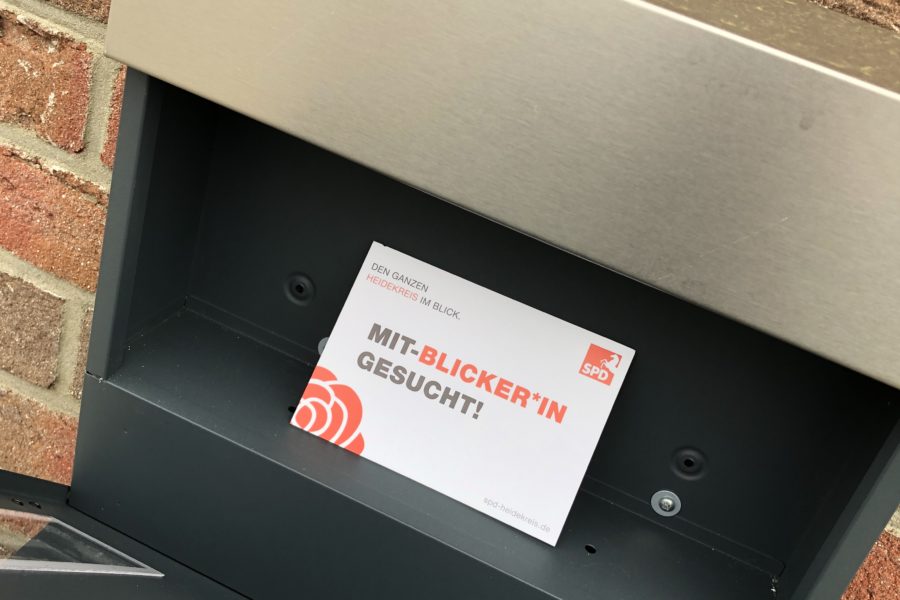 DEN GANZEN
HEIDEKREIS IM BLICK.
MIT-BLICKER*IN
GESUCHT!
SPD
spd-heidekreis.de